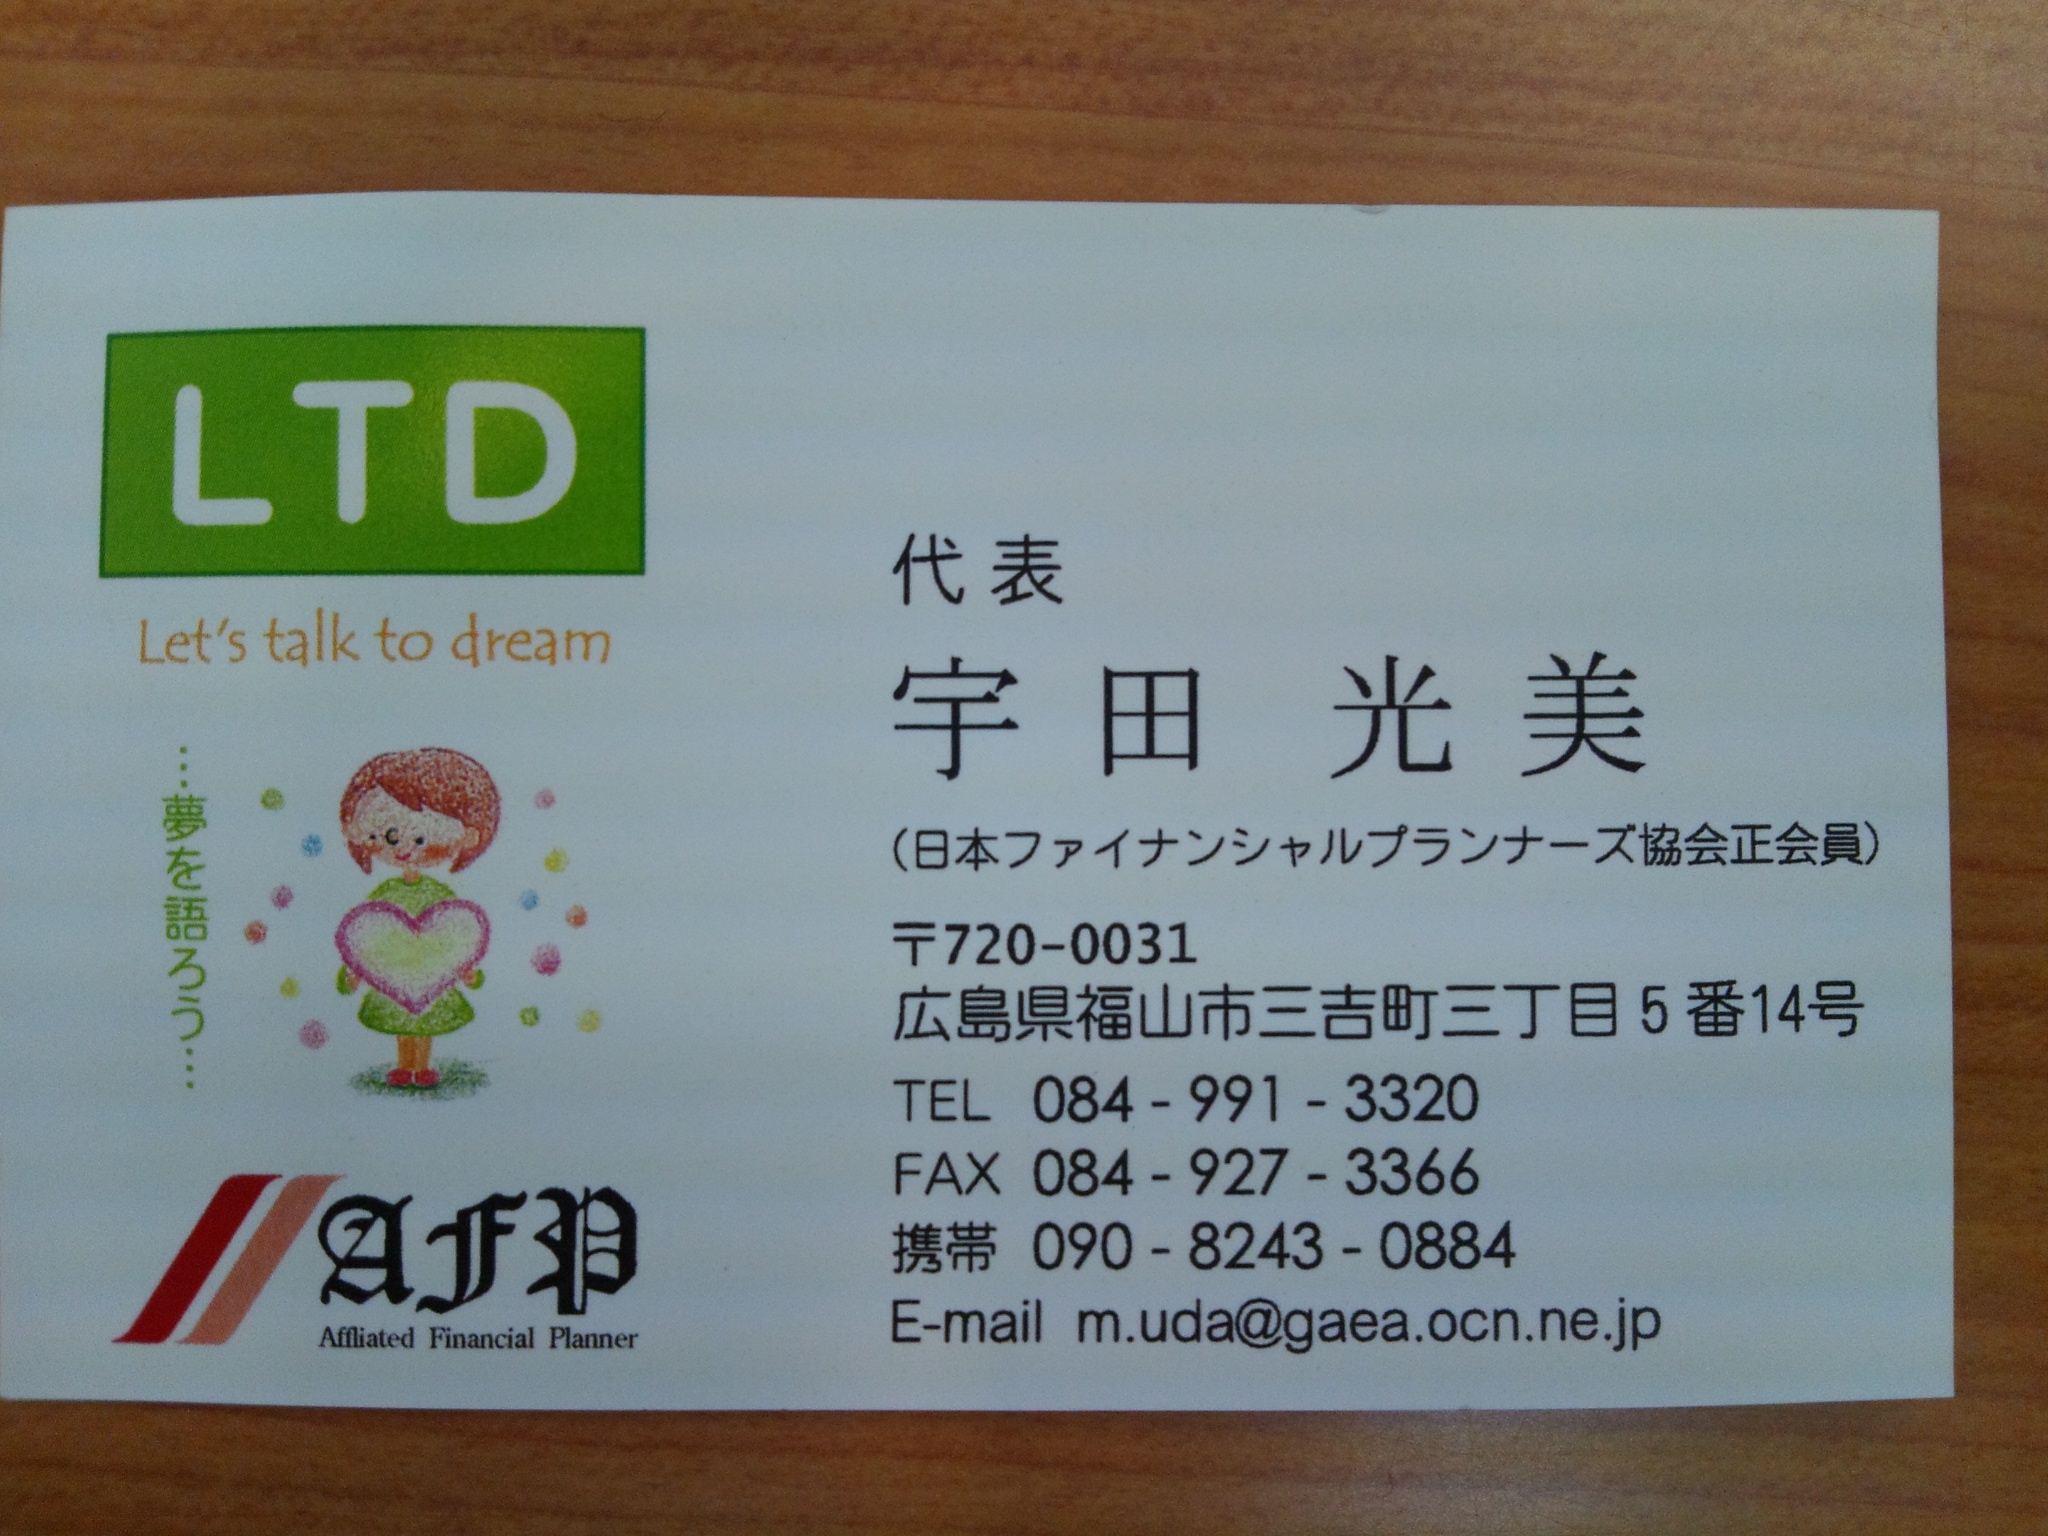 LTD
Let's talk to dream
…夢を語ろう…
AFP
Affliated Financial Planner
代表
宇田 光美
(日本ファイナンシャルプランナーズ協会正会員)
〒720-0031
広島県福山市三吉町三丁目5番14号
TEL 084-991-3320
FAX 084-927-3366
携帯 090-8243-0884
E-mail m.uda@gaea.ocn.ne.jp